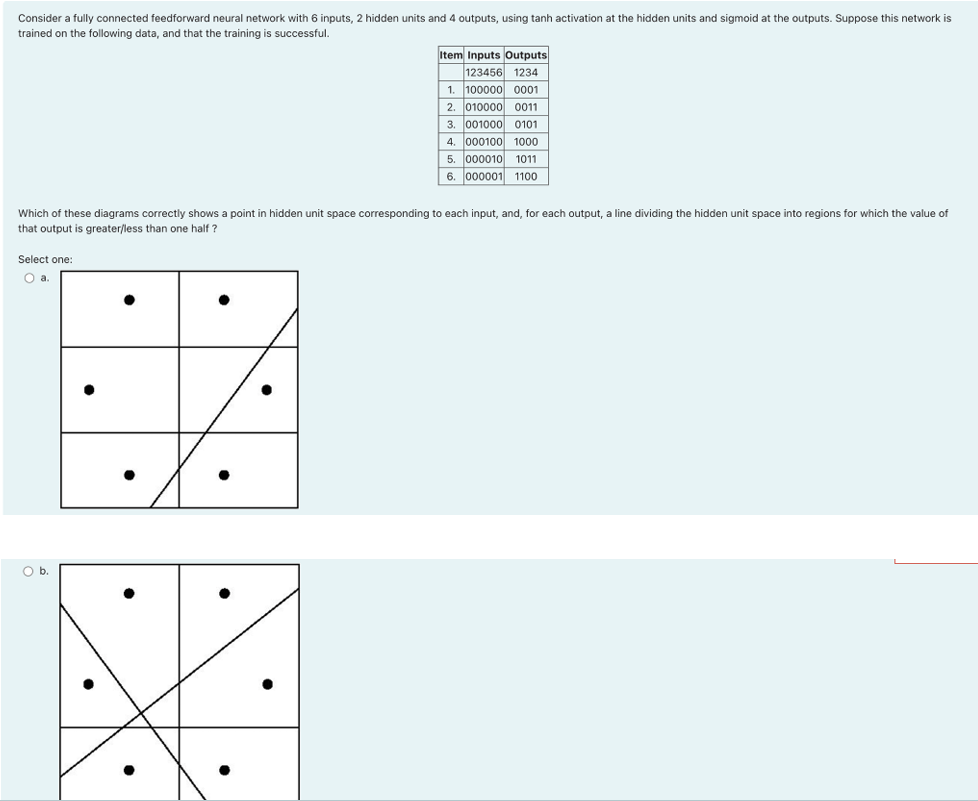 Consider a fully connected feedforward neural network with 6 inputs, 2 hidden units and 4 outputs, using tanh activation at the hidden units and sigmoid at the outputs. Suppose this network is
trained on the following data, and that the training is successful.
Item Inputs Outputs
123456 1234
1. 100000 0001
2. 010000 0011
3. 001000 0101
4. 000100 1000
5. 000010 1011
6. 000001 1100
Which of these diagrams correctly shows a point in hidden unit space corresponding to each input, and, for each output, a line dividing the hidden unit space into regions for which the value of
that output is greater/less than one half ?
Select one:
a.
b.